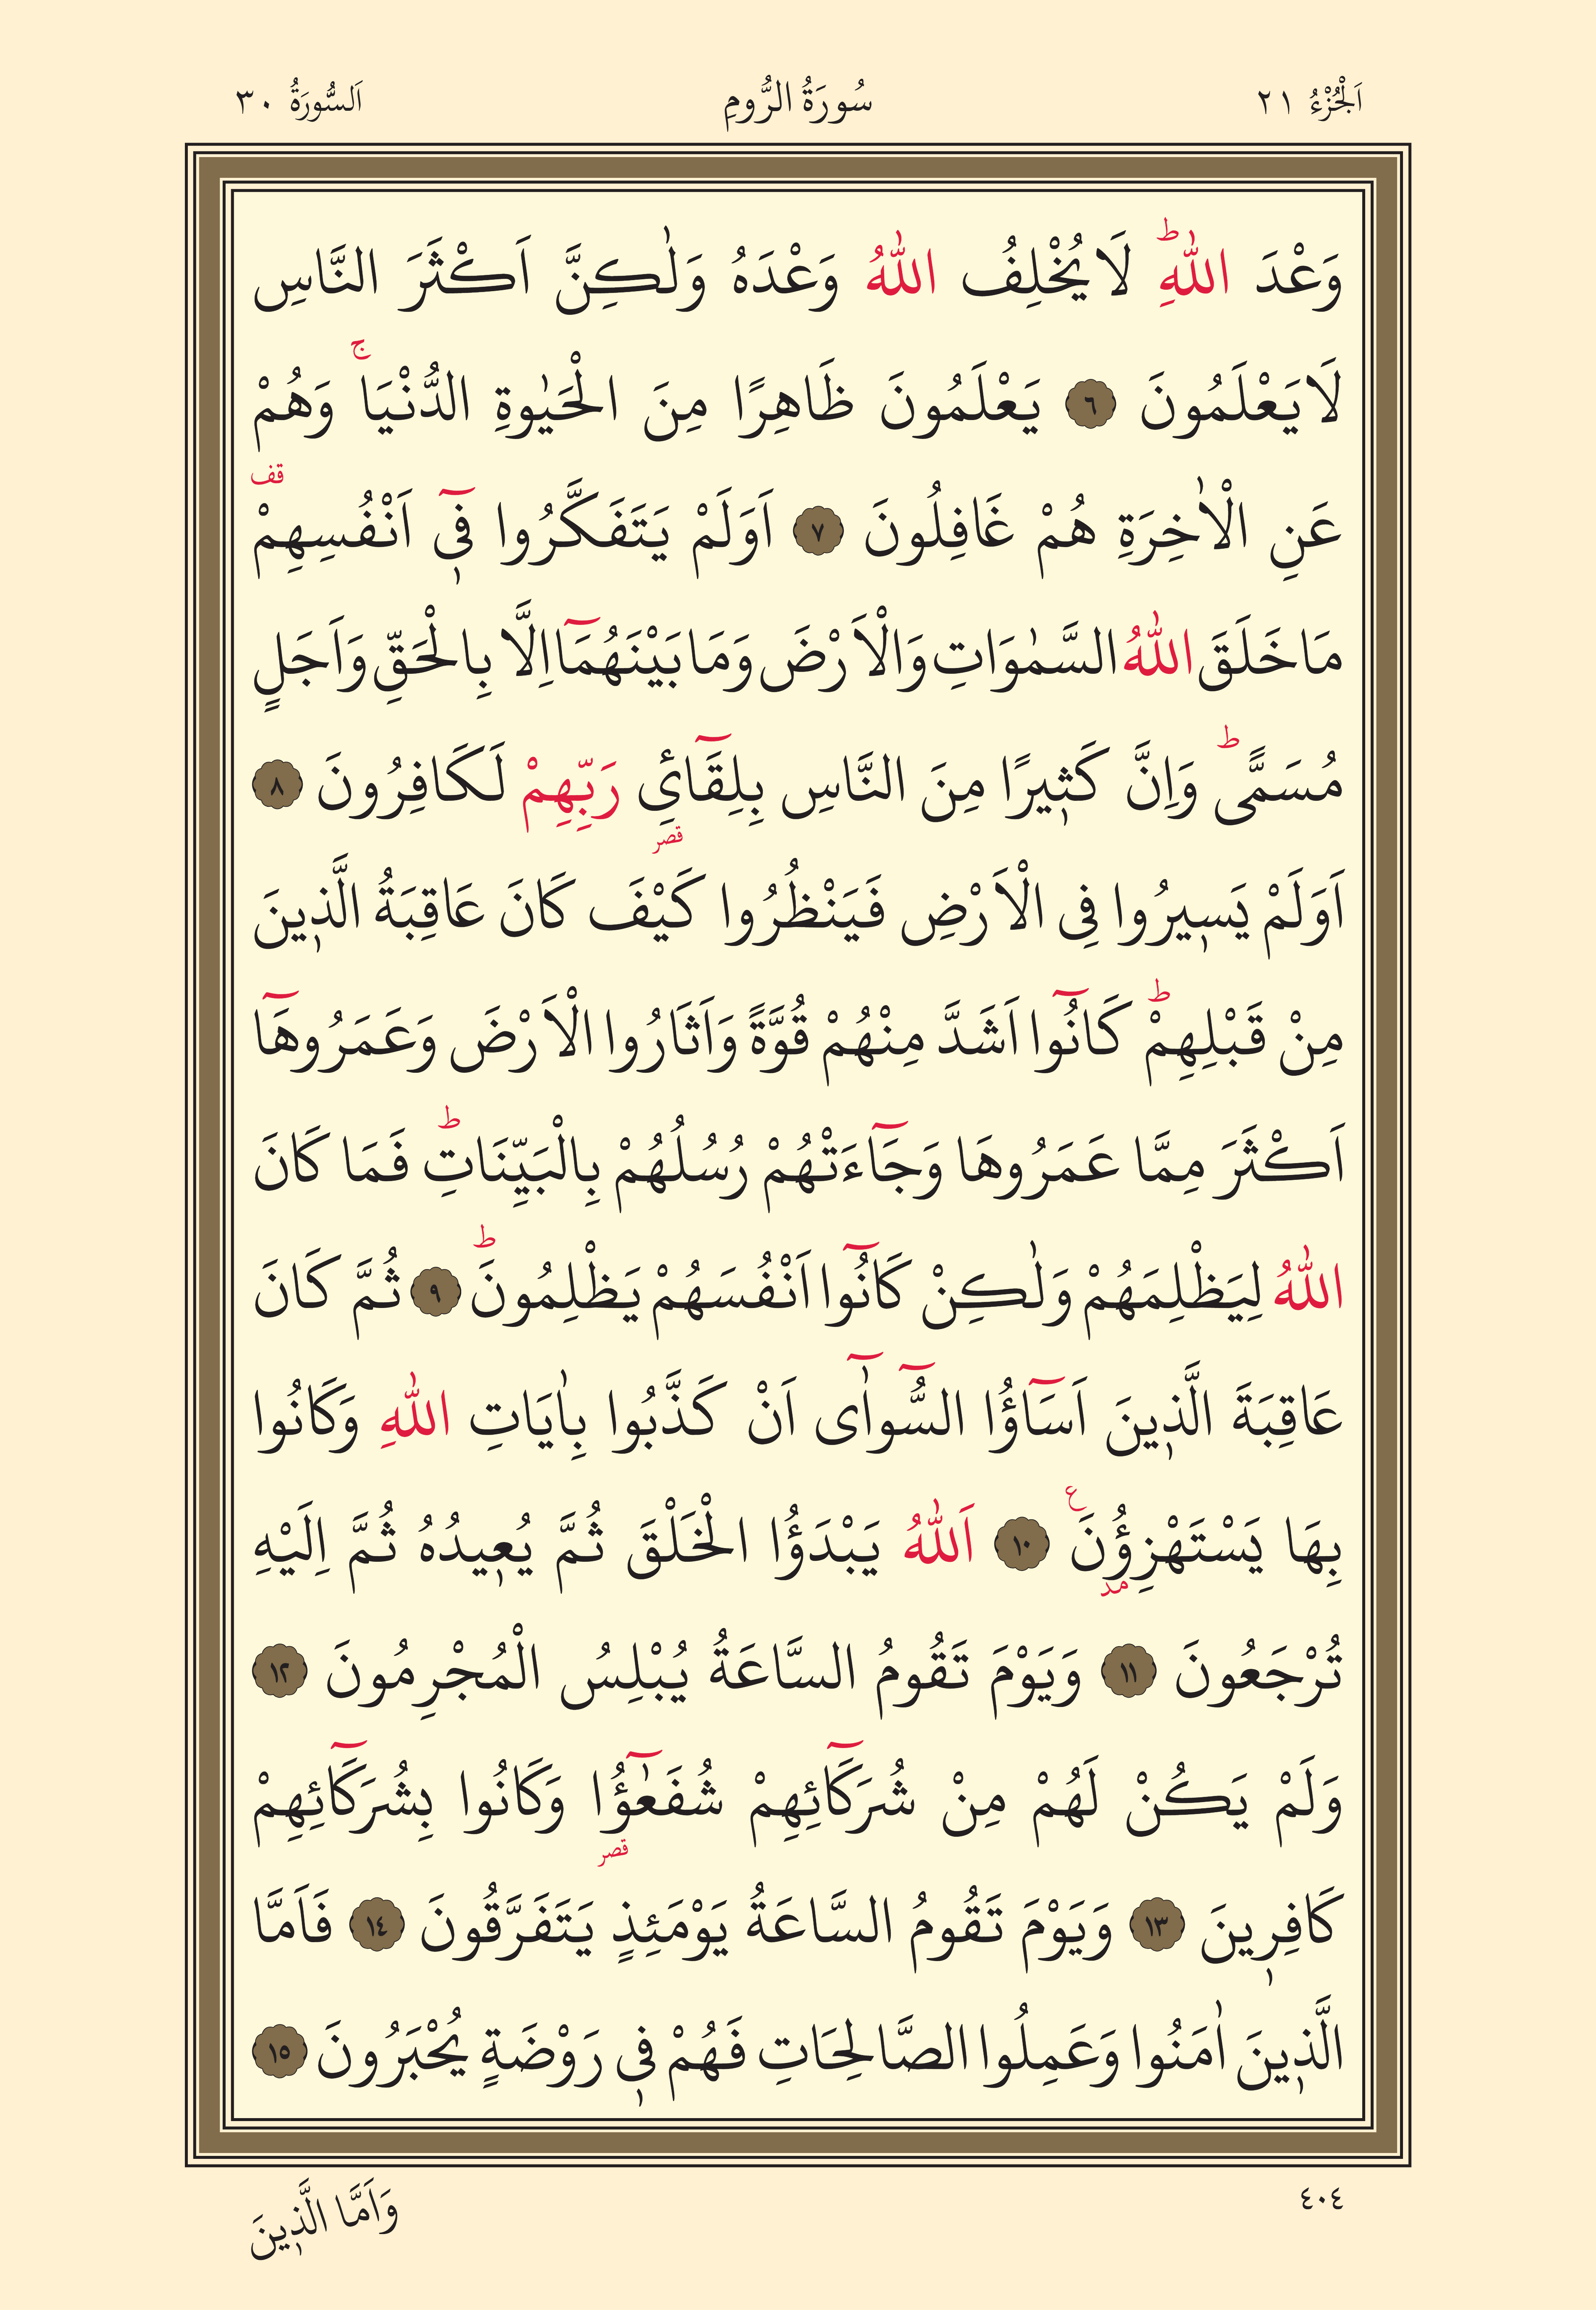 اَلْجُزْءُ ٢١ سُورَةُ الرُّومِ اَلسُّورَةُ ٣٠
وَعْدَ اللّٰهِؕ لَا يُخْلِفُ اللّٰهُ وَعْدَهُ وَلٰكِنَّ اَكْثَرَ النَّاسِ
لَا يَعْلَمُونَ ٦ يَعْلَمُونَ ظَاهِرًا مِنَ الْحَيٰوةِ الدُّنْيَاۚ وَهُمْ
عَنِ الْاٰخِرَةِ هُمْ غَافِلُونَ ٧ اَوَلَمْ يَتَفَكَّرُوا فٖٓى اَنْفُسِهِمْ قف
مَا خَلَقَ اللّٰهُ السَّمٰوَاتِ وَالْاَرْضَ وَمَا بَيْنَهُمَٓا اِلَّا بِالْحَقِّ وَاَجَلٍ
مُسَمًّىؕ وَاِنَّ كَثٖيرًا مِنَ النَّاسِ بِلِقَٓائِ رَبِّهِمْ لَكَافِرُونَ ٨
قصر
اَوَلَمْ يَسٖيرُوا فِى الْاَرْضِ فَيَنْظُرُوا كَيْفَ كَانَ عَاقِبَةُ الَّذٖينَ
مِنْ قَبْلِهِمْؕ كَانُٓوا اَشَدَّ مِنْهُمْ قُوَّةً وَاَثَارُوا الْاَرْضَ وَعَمَرُوهَٓا
اَكْثَرَ مِمَّا عَمَرُوهَا وَجَٓاءَتْهُمْ رُسُلُهُمْ بِالْبَيِّنَاتِؕ فَمَا كَانَ
اللّٰهُ لِيَظْلِمَهُمْ وَلٰكِنْ كَانُٓوا اَنْفُسَهُمْ يَظْلِمُونَؕ ٩ ثُمَّ كَانَ
عَاقِبَةَ الَّذٖينَ اَسَٓاؤُا السُّٓوآٰى اَنْ كَذَّبُوا بِاٰيَاتِ اللّٰهِ وَكَانُوا
بِهَا يَسْتَهْزِؤُنَ ع ١٠ اَللّٰهُ يَبْدَؤُا الْخَلْقَ ثُمَّ يُعٖيدُهُ ثُمَّ اِلَيْهِ
مد
تُرْجَعُونَ ١١ وَيَوْمَ تَقُومُ السَّاعَةُ يُبْلِسُ الْمُجْرِمُونَ ١٢
وَلَمْ يَكُنْ لَهُمْ مِنْ شُرَكَٓائِهِمْ شُفَعٰٓؤُا وَكَانُوا بِشُرَكَٓائِهِمْ
قصر
كَافِرٖينَ ١٣ وَيَوْمَ تَقُومُ السَّاعَةُ يَوْمَئِذٍ يَتَفَرَّقُونَ ١٤ فَاَمَّا
الَّذٖينَ اٰمَنُوا وَعَمِلُوا الصَّالِحَاتِ فَهُمْ فٖى رَوْضَةٍ يُحْبَرُونَ ١٥
٤٠٤
وَاَمَّا الَّذٖينَ